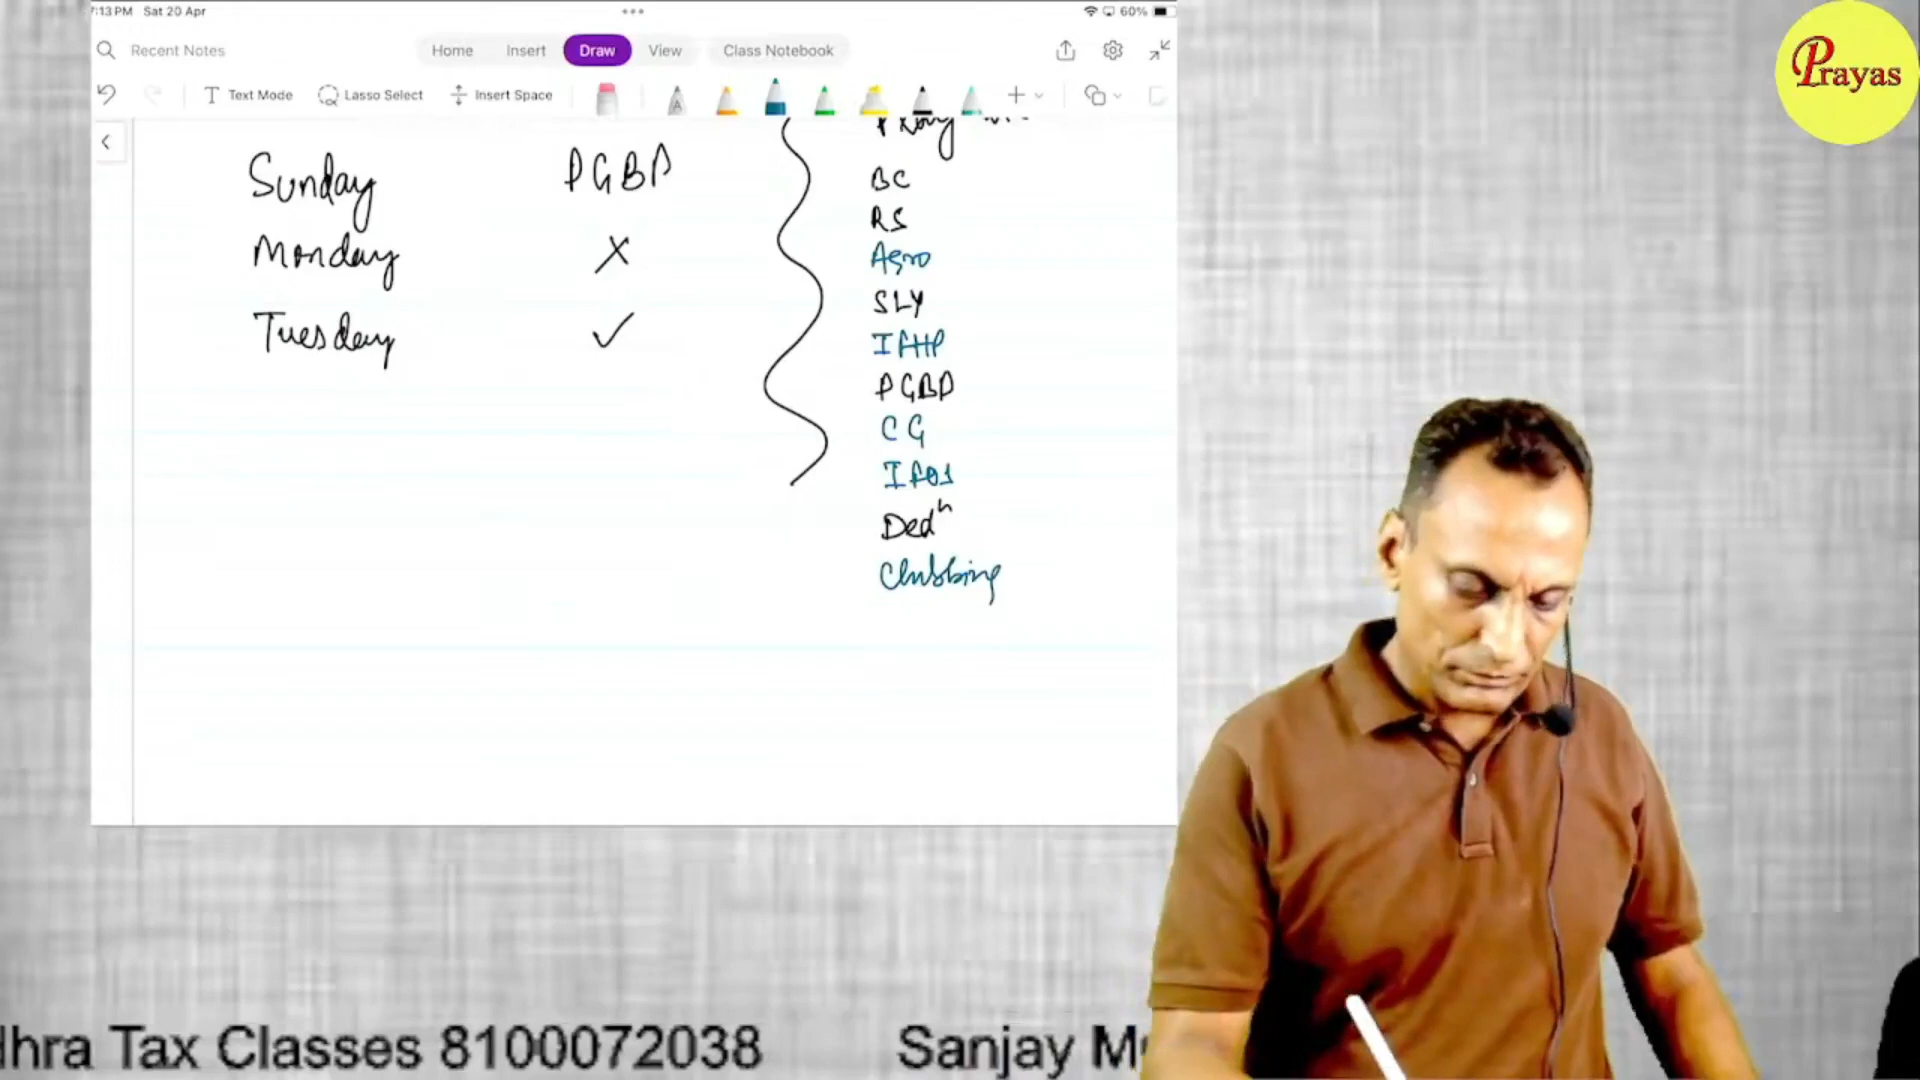 7:13 PM Sat 20 Apr
60%
Recent Notes
Home Insert Draw View Class Notebook
Text Mode Lasso Select Insert Space
Prayas
Sunday PGBP
Monday X
Tuesday ✓
BC
RS
Agro
SLY
IFHP
PGBP
CG
IFOS
Dedn
Clubbing
dhra Tax Classes 8100072038 Sanjay